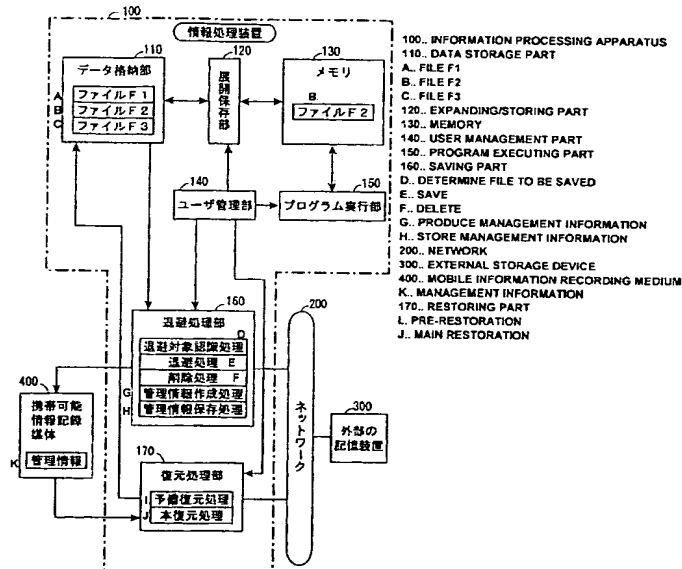 100
情報処理装置
110
データ格納部
A ファイルF1
B ファイルF2
C ファイルF3
120
展開保存部
130
メモリ
B
ファイルF2
140
ユーザ管理部
150
プログラム実行部
160
退避処理部
D
退避対象認識処理
退避処理 E
削除処理 F
G 管理情報作成処理
H 管理情報保存処理
200
ネットワーク
300
外部の
記憶装置
400
携帯可能
情報記録
媒体
K 管理情報
170
復元処理部
I 予備復元処理
J 本復元処理
100.. INFORMATION PROCESSING APPARATUS
110.. DATA STORAGE PART
A.. FILE F1
B.. FILE F2
C.. FILE F3
120.. EXPANDING/STORING PART
130.. MEMORY
140.. USER MANAGEMENT PART
150.. PROGRAM EXECUTING PART
160.. SAVING PART
D.. DETERMINE FILE TO BE SAVED
E.. SAVE
F.. DELETE
G.. PRODUCE MANAGEMENT INFORMATION
H.. STORE MANAGEMENT INFORMATION
200.. NETWORK
300.. EXTERNAL STORAGE DEVICE
400.. MOBILE INFORMATION RECORDING MEDIUM
K.. MANAGEMENT INFORMATION
170.. RESTORING PART
I.. PRE-RESTORATION
J.. MAIN RESTORATION